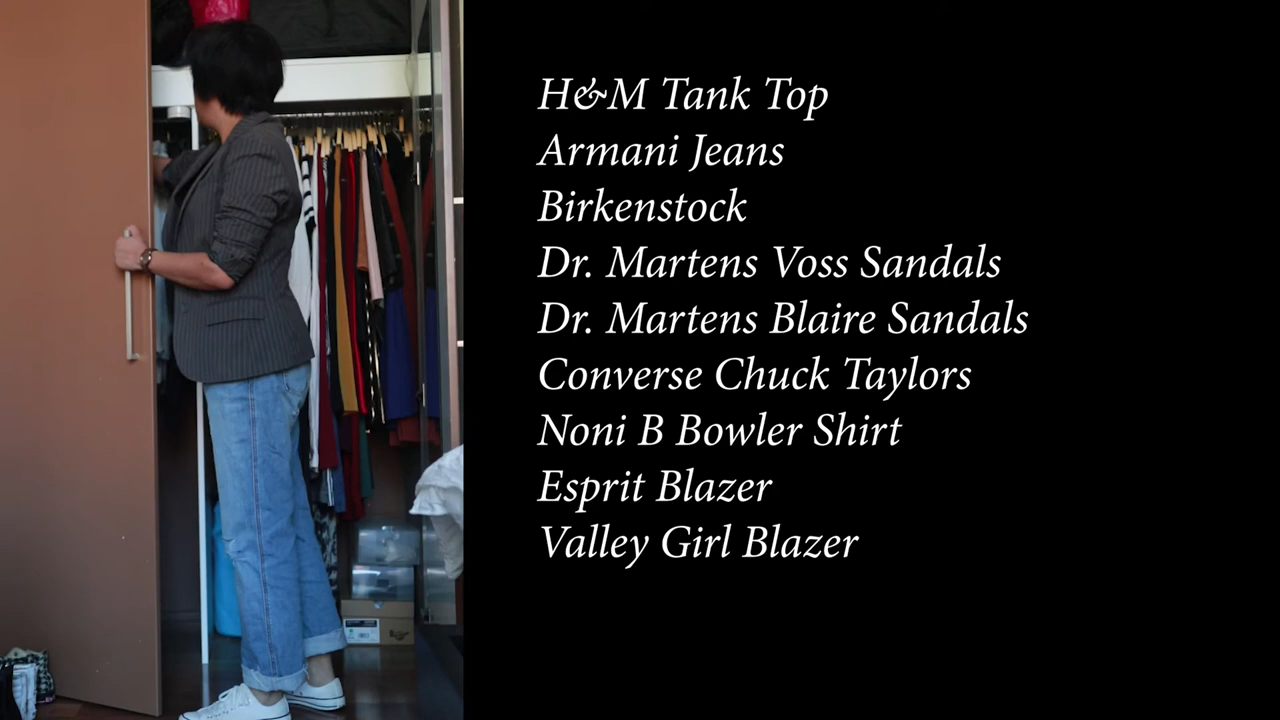 H&M Tank Top
Armani Jeans
Birkenstock
Dr. Martens Voss Sandals
Dr. Martens Blaire Sandals
Converse Chuck Taylors
Noni B Bowler Shirt
Esprit Blazer
Valley Girl Blazer